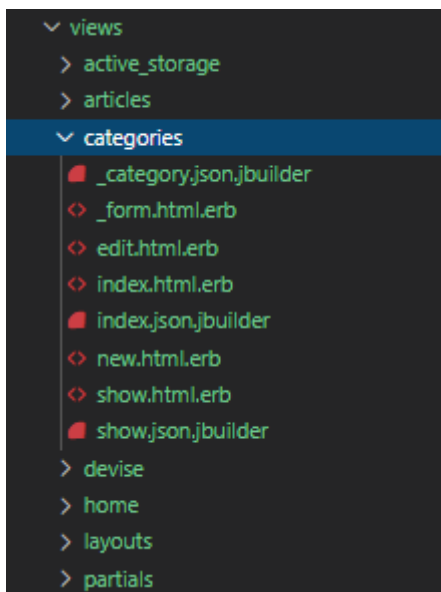 views
active_storage
articles
categories
_category.json.jbuilder
_form.html.erb
edit.html.erb
index.html.erb
index.json.jbuilder
new.html.erb
show.html.erb
show.json.jbuilder
devise
home
layouts
partials